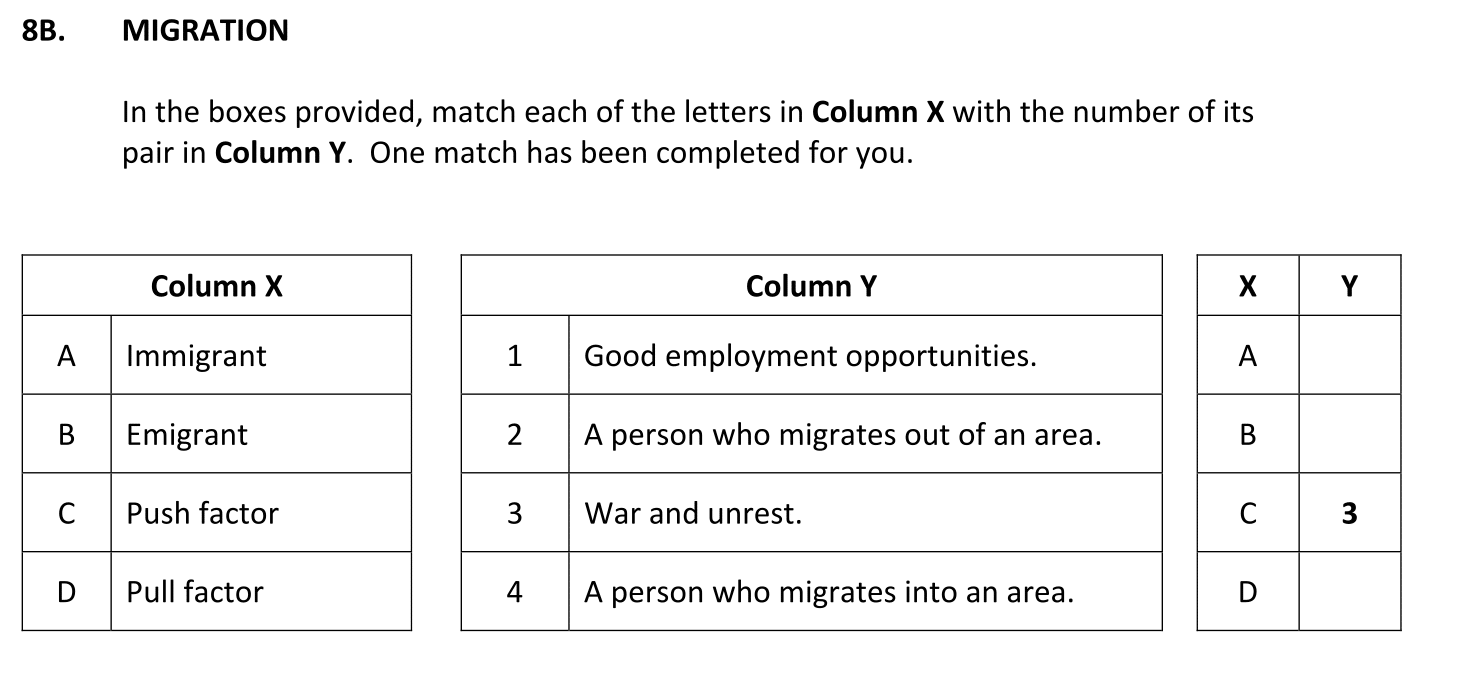 8B. MIGRATION
In the boxes provided, match each of the letters in Column X with the number of its
pair in Column Y. One match has been completed for you.
Column X Column Y X Y
A Immigrant 1 Good employment opportunities. A
B Emigrant 2 A person who migrates out of an area. B
C Push factor 3 War and unrest. C 3
D Pull factor 4 A person who migrates into an area. D